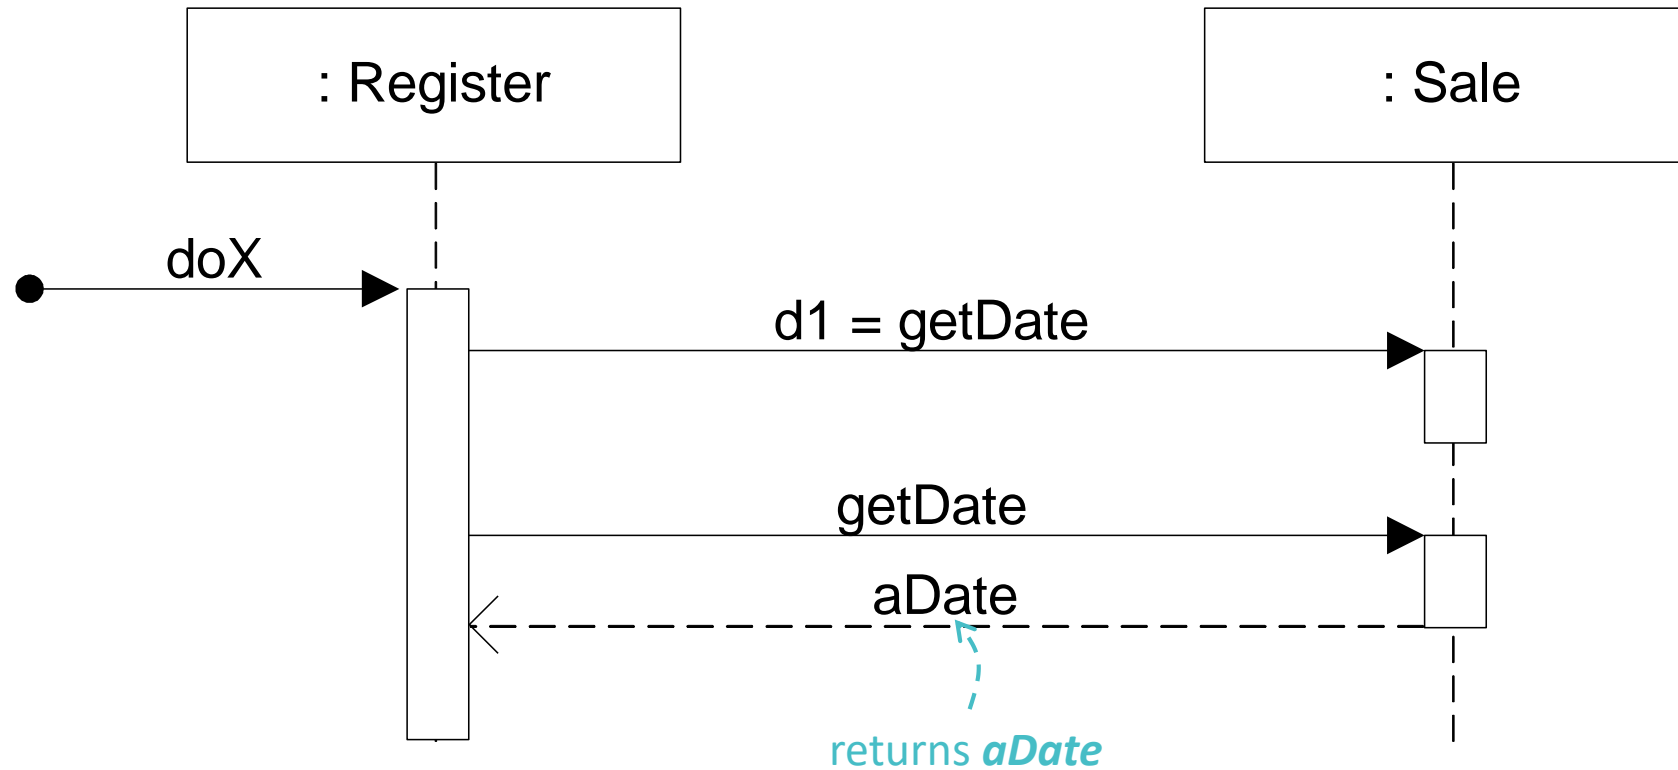 : Register
: Sale
doX
d1 = getDate
getDate
aDate
returns aDate